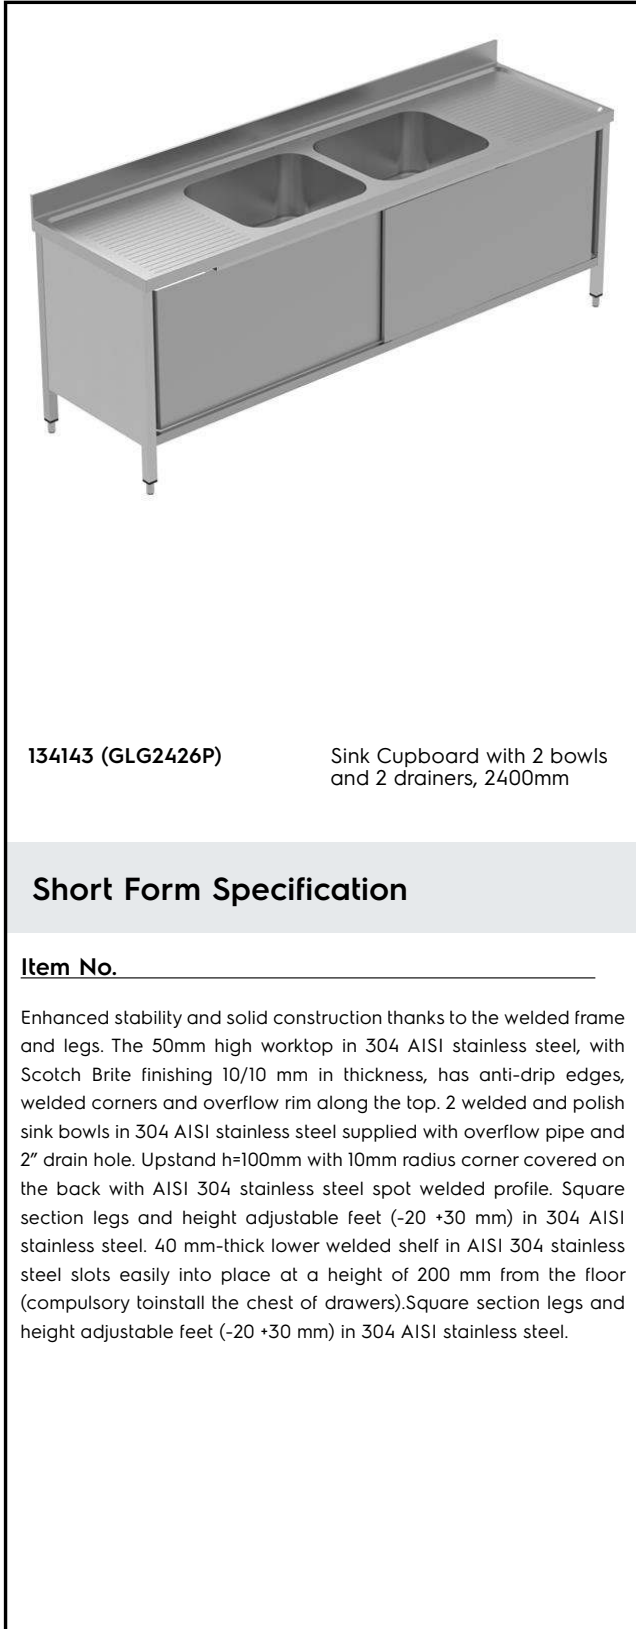 134143 (GLG2426P)
Sink Cupboard with 2 bowls
and 2 drainers, 2400mm
Short Form Specification
Item No.
Enhanced stability and solid construction thanks to the welded frame
and legs. The 50mm high worktop in 304 AISI stainless steel, with
Scotch Brite finishing 10/10 mm in thickness, has anti-drip edges,
welded corners and overflow rim along the top. 2 welded and polish
sink bowls in 304 AISI stainless steel supplied with overflow pipe and
2″ drain hole. Upstand h=100mm with 10mm radius corner covered on
the back with AISI 304 stainless steel spot welded profile. Square
section legs and height adjustable feet (-20 +30 mm) in 304 AISI
stainless steel. 40 mm-thick lower welded shelf in AISI 304 stainless
steel slots easily into place at a height of 200 mm from the floor
(compulsory toinstall the chest of drawers).Square section legs and
height adjustable feet (-20 +30 mm) in 304 AISI stainless steel.